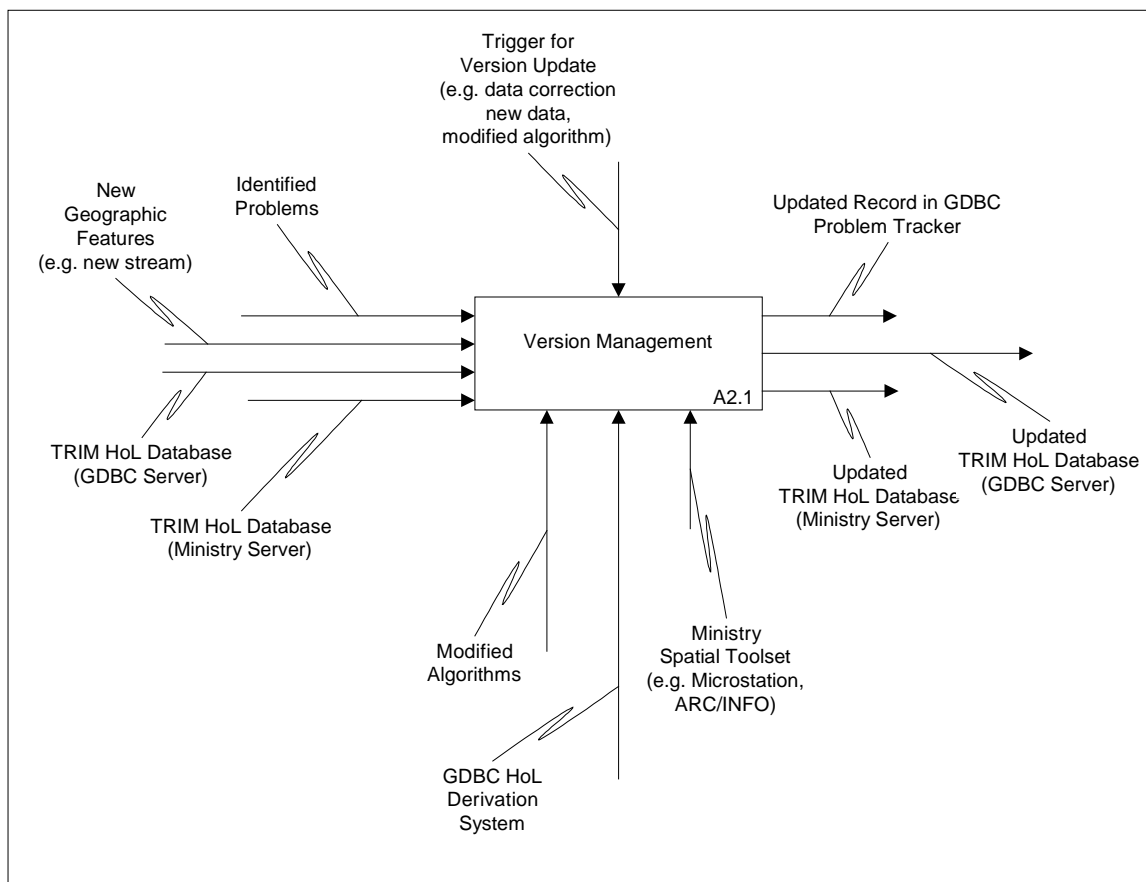 Trigger for
Version Update
(e.g. data correction
new data,
modified algorithm)
New
Geographic
Features
(e.g. new stream)
Identified
Problems
Updated Record in GDBC
Problem Tracker
Version Management
A2.1
TRIM HoL Database
(GDBC Server)
TRIM HoL Database
(Ministry Server)
Updated
TRIM HoL Database
(Ministry Server)
Updated
TRIM HoL Database
(GDBC Server)
Modified
Algorithms
Ministry
Spatial Toolset
(e.g. Microstation,
ARC/INFO)
GDBC HoL
Derivation
System